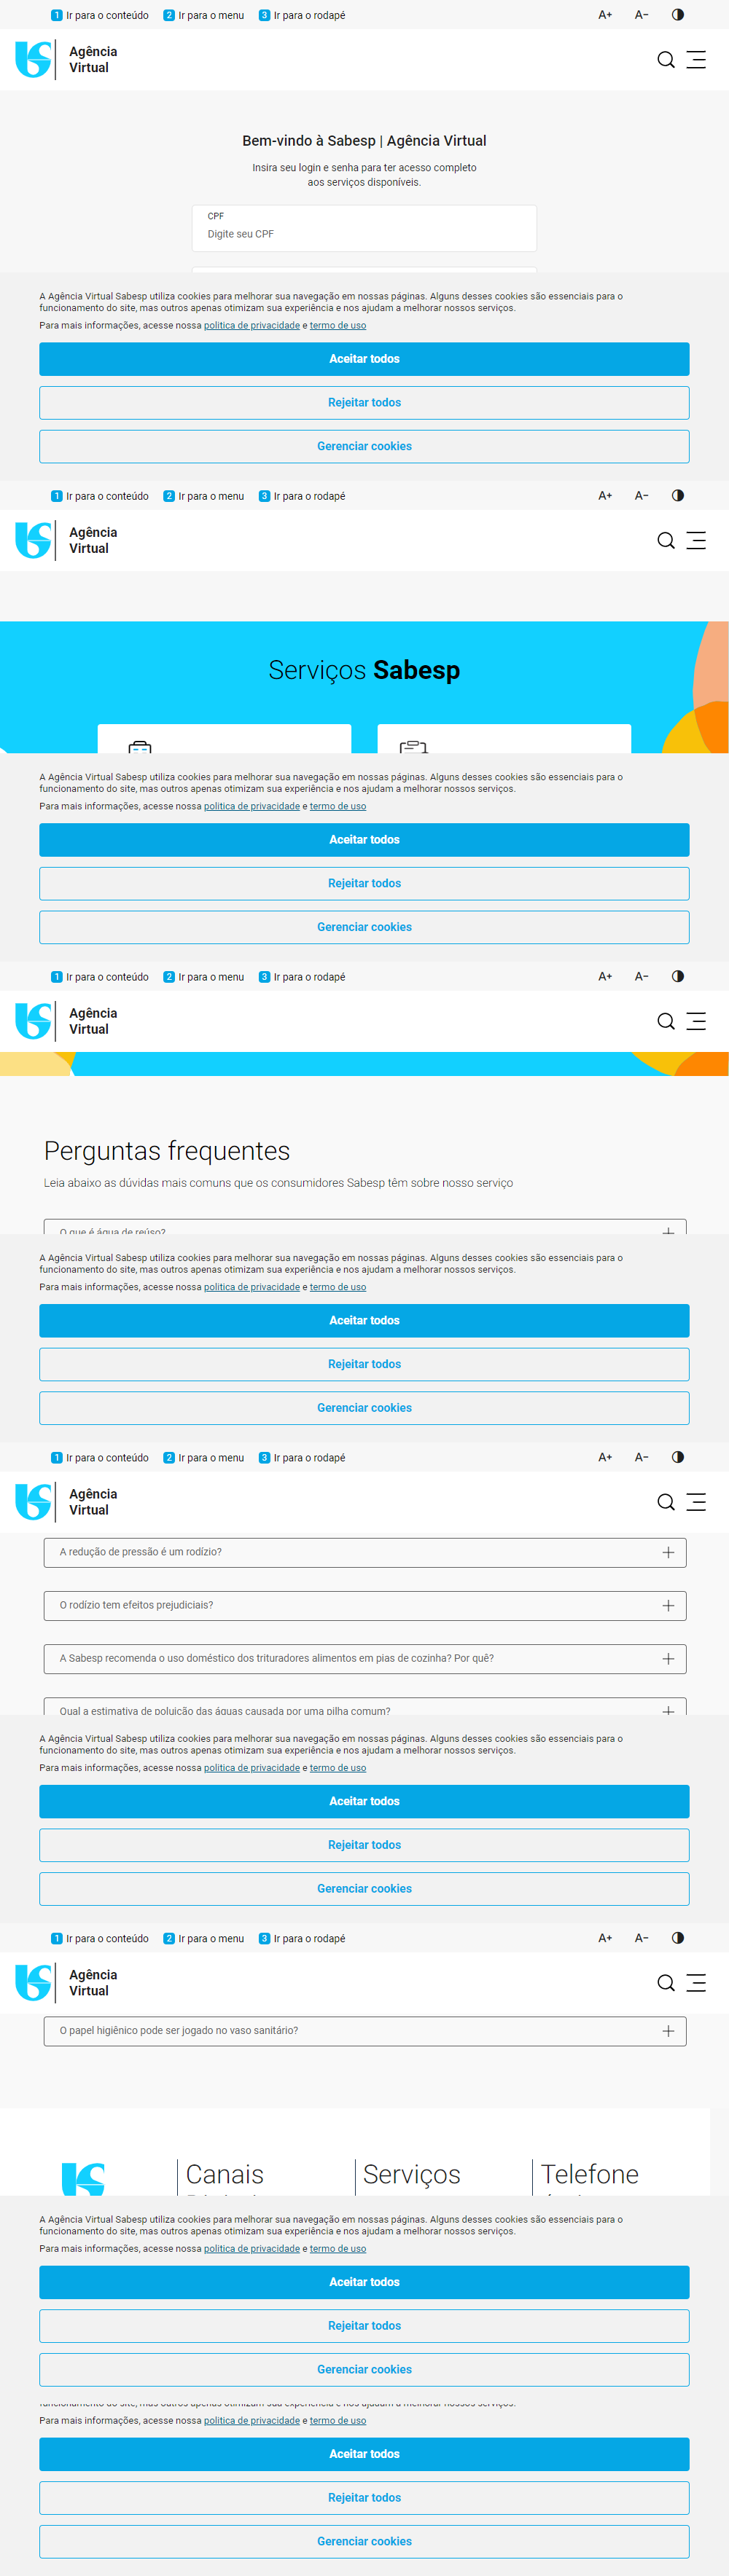 1 Ir para o conteúdo 2 Ir para o menu 3 Ir para o rodapé A+ A-
Agência
Virtual
Bem-vindo à Sabesp | Agência Virtual
Insira seu login e senha para ter acesso completo
aos serviços disponíveis.
CPF
Digite seu CPF
A Agência Virtual Sabesp utiliza cookies para melhorar sua navegação em nossas páginas. Alguns desses cookies são essenciais para o
funcionamento do site, mas outros apenas otimizam sua experiência e nos ajudam a melhorar nossos serviços.
Para mais informações, acesse nossa politica de privacidade e termo de uso
Aceitar todos
Rejeitar todos
Gerenciar cookies
1 Ir para o conteúdo 2 Ir para o menu 3 Ir para o rodapé A+ A-
Agência
Virtual
Serviços Sabesp
A Agência Virtual Sabesp utiliza cookies para melhorar sua navegação em nossas páginas. Alguns desses cookies são essenciais para o
funcionamento do site, mas outros apenas otimizam sua experiência e nos ajudam a melhorar nossos serviços.
Para mais informações, acesse nossa politica de privacidade e termo de uso
Aceitar todos
Rejeitar todos
Gerenciar cookies
1 Ir para o conteúdo 2 Ir para o menu 3 Ir para o rodapé A+ A-
Agência
Virtual
Perguntas frequentes
Leia abaixo as dúvidas mais comuns que os consumidores Sabesp têm sobre nosso serviço
O que é água de reúso?
A Agência Virtual Sabesp utiliza cookies para melhorar sua navegação em nossas páginas. Alguns desses cookies são essenciais para o
funcionamento do site, mas outros apenas otimizam sua experiência e nos ajudam a melhorar nossos serviços.
Para mais informações, acesse nossa politica de privacidade e termo de uso
Aceitar todos
Rejeitar todos
Gerenciar cookies
1 Ir para o conteúdo 2 Ir para o menu 3 Ir para o rodapé A+ A-
Agência
Virtual
A redução de pressão é um rodízio?
O rodízio tem efeitos prejudiciais?
A Sabesp recomenda o uso doméstico dos trituradores alimentos em pias de cozinha? Por quê?
Qual a estimativa de poluição das águas causada por uma pilha comum?
A Agência Virtual Sabesp utiliza cookies para melhorar sua navegação em nossas páginas. Alguns desses cookies são essenciais para o
funcionamento do site, mas outros apenas otimizam sua experiência e nos ajudam a melhorar nossos serviços.
Para mais informações, acesse nossa politica de privacidade e termo de uso
Aceitar todos
Rejeitar todos
Gerenciar cookies
1 Ir para o conteúdo 2 Ir para o menu 3 Ir para o rodapé A+ A-
Agência
Virtual
O papel higiênico pode ser jogado no vaso sanitário?
Canais Serviços Telefone
A Agência Virtual Sabesp utiliza cookies para melhorar sua navegação em nossas páginas. Alguns desses cookies são essenciais para o
funcionamento do site, mas outros apenas otimizam sua experiência e nos ajudam a melhorar nossos serviços.
Para mais informações, acesse nossa politica de privacidade e termo de uso
Aceitar todos
Rejeitar todos
Gerenciar cookies
funcionamento do site, mas outros apenas otimizam sua experiência e nos ajudam a melhorar nossos serviços.
Para mais informações, acesse nossa politica de privacidade e termo de uso
Aceitar todos
Rejeitar todos
Gerenciar cookies